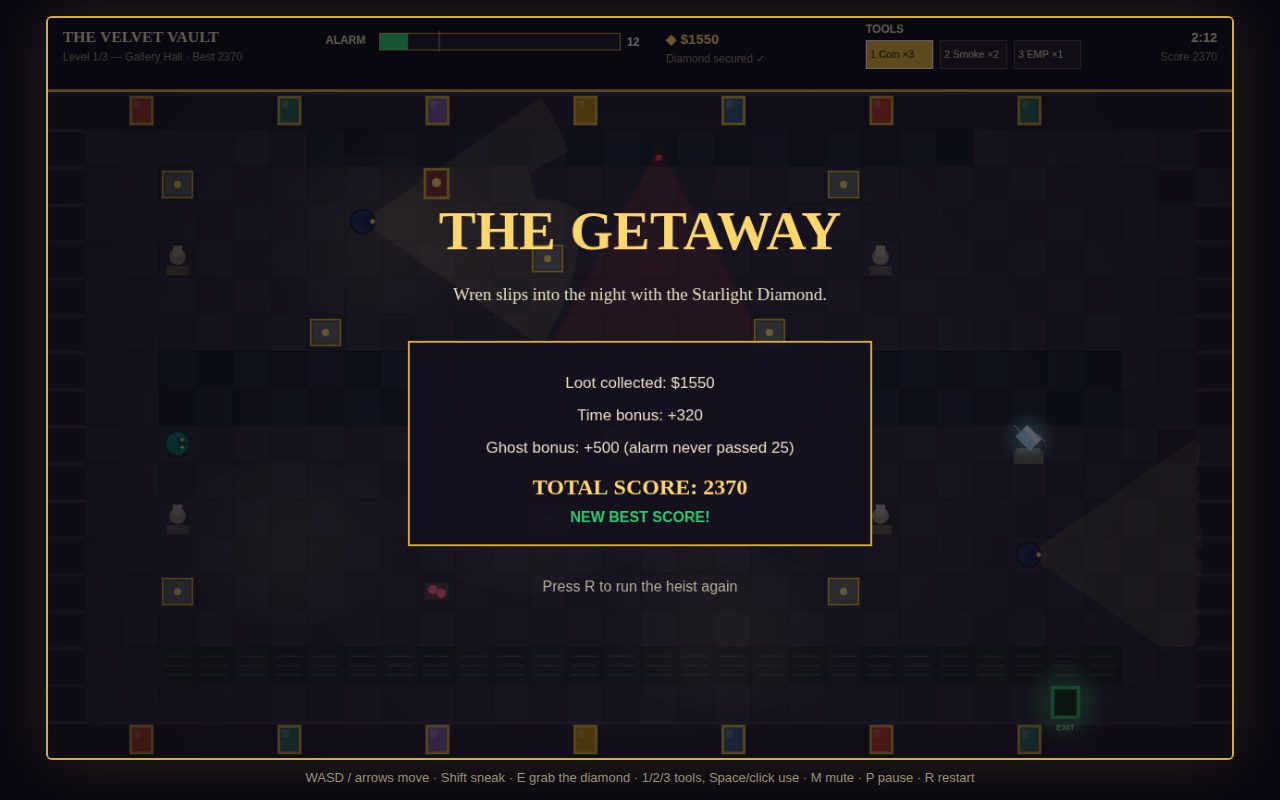 THE VELVET VAULT
Level 1/3 — Gallery Hall · Best 2370
ALARM
12
◆ $1550
Diamond secured ✓
TOOLS
1 Coin ×3
2 Smoke ×2
3 EMP ×1
2:12
Score 2370
THE GETAWAY
Wren slips into the night with the Starlight Diamond.
Loot collected: $1550
Time bonus: +320
Ghost bonus: +500 (alarm never passed 25)
TOTAL SCORE: 2370
NEW BEST SCORE!
Press R to run the heist again
EXIT
WASD / arrows move · Shift sneak · E grab the diamond · 1/2/3 tools, Space/click use · M mute · P pause · R restart